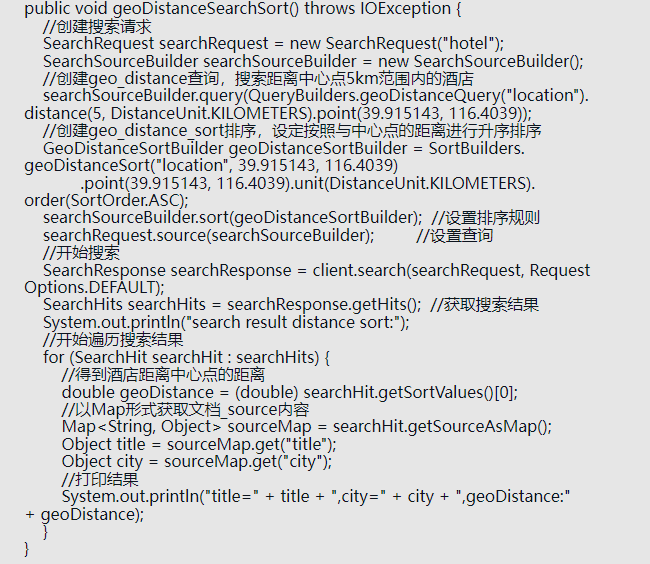 public void geoDistanceSearchSort() throws IOException {
//创建搜索请求
SearchRequest searchRequest = new SearchRequest("hotel");
SearchSourceBuilder searchSourceBuilder = new SearchSourceBuilder();
//创建geo_distance查询，搜索距离中心点5km范围内的酒店
searchSourceBuilder.query(QueryBuilders.geoDistanceQuery("location").
distance(5, DistanceUnit.KILOMETERS).point(39.915143, 116.4039));
//创建geo_distance_sort排序，设定按照与中心点的距离进行升序排序
GeoDistanceSortBuilder geoDistanceSortBuilder = SortBuilders.
geoDistanceSort("location", 39.915143, 116.4039)
.point(39.915143, 116.4039).unit(DistanceUnit.KILOMETERS).
order(SortOrder.ASC);
searchSourceBuilder.sort(geoDistanceSortBuilder); //设置排序规则
searchRequest.source(searchSourceBuilder); //设置查询
//开始搜索
SearchResponse searchResponse = client.search(searchRequest, Request
Options.DEFAULT);
SearchHits searchHits = searchResponse.getHits(); //获取搜索结果
System.out.println("search result distance sort:");
//开始遍历搜索结果
for (SearchHit searchHit : searchHits) {
//得到酒店距离中心点的距离
double geoDistance = (double) searchHit.getSortValues()[0];
//以Map形式获取文档_source内容
Map<String, Object> sourceMap = searchHit.getSourceAsMap();
Object title = sourceMap.get("title");
Object city = sourceMap.get("city");
//打印结果
System.out.println("title=" + title + ",city=" + city + ",geoDistance:"
+ geoDistance);
}
}